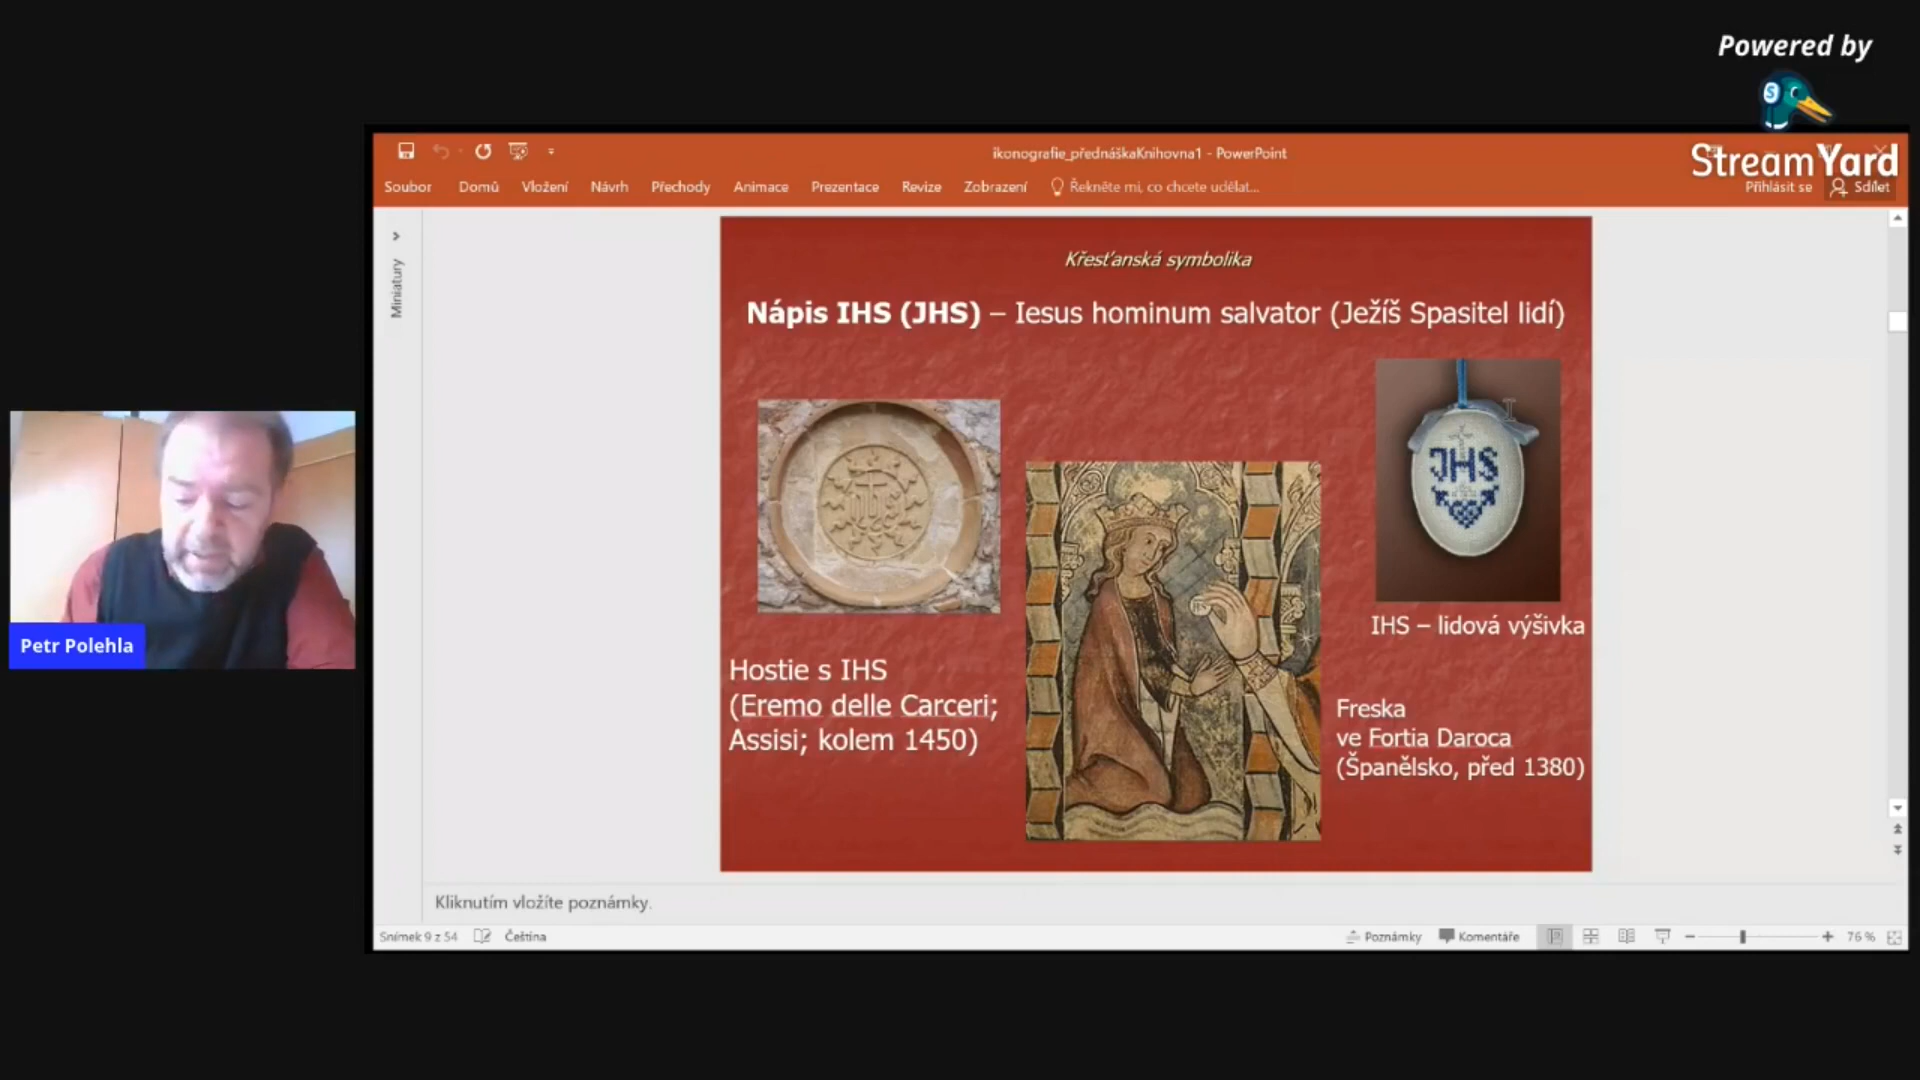 Powered by
StreamYard
ikonografie_přednáškaKnihovna1 - PowerPoint
Soubor Domů Vložení Návrh Přechody Animace Prezentace Revize Zobrazení Řekněte mi, co chcete udělat... Přihlásit se Sdílet
Miniatury
Křesťanská symbolika
Nápis IHS (JHS) – Iesus hominum salvator (Ježíš Spasitel lidí)
JHS
IHS – lidová výšivka
Hostie s IHS
(Eremo delle Carceri;
Assisi; kolem 1450)
Freska
ve Fortia Daroca
(Španělsko, před 1380)
Petr Polehla
Kliknutím vložíte poznámky.
Snímek 9 z 54 Čeština Poznámky Komentáře 76 %